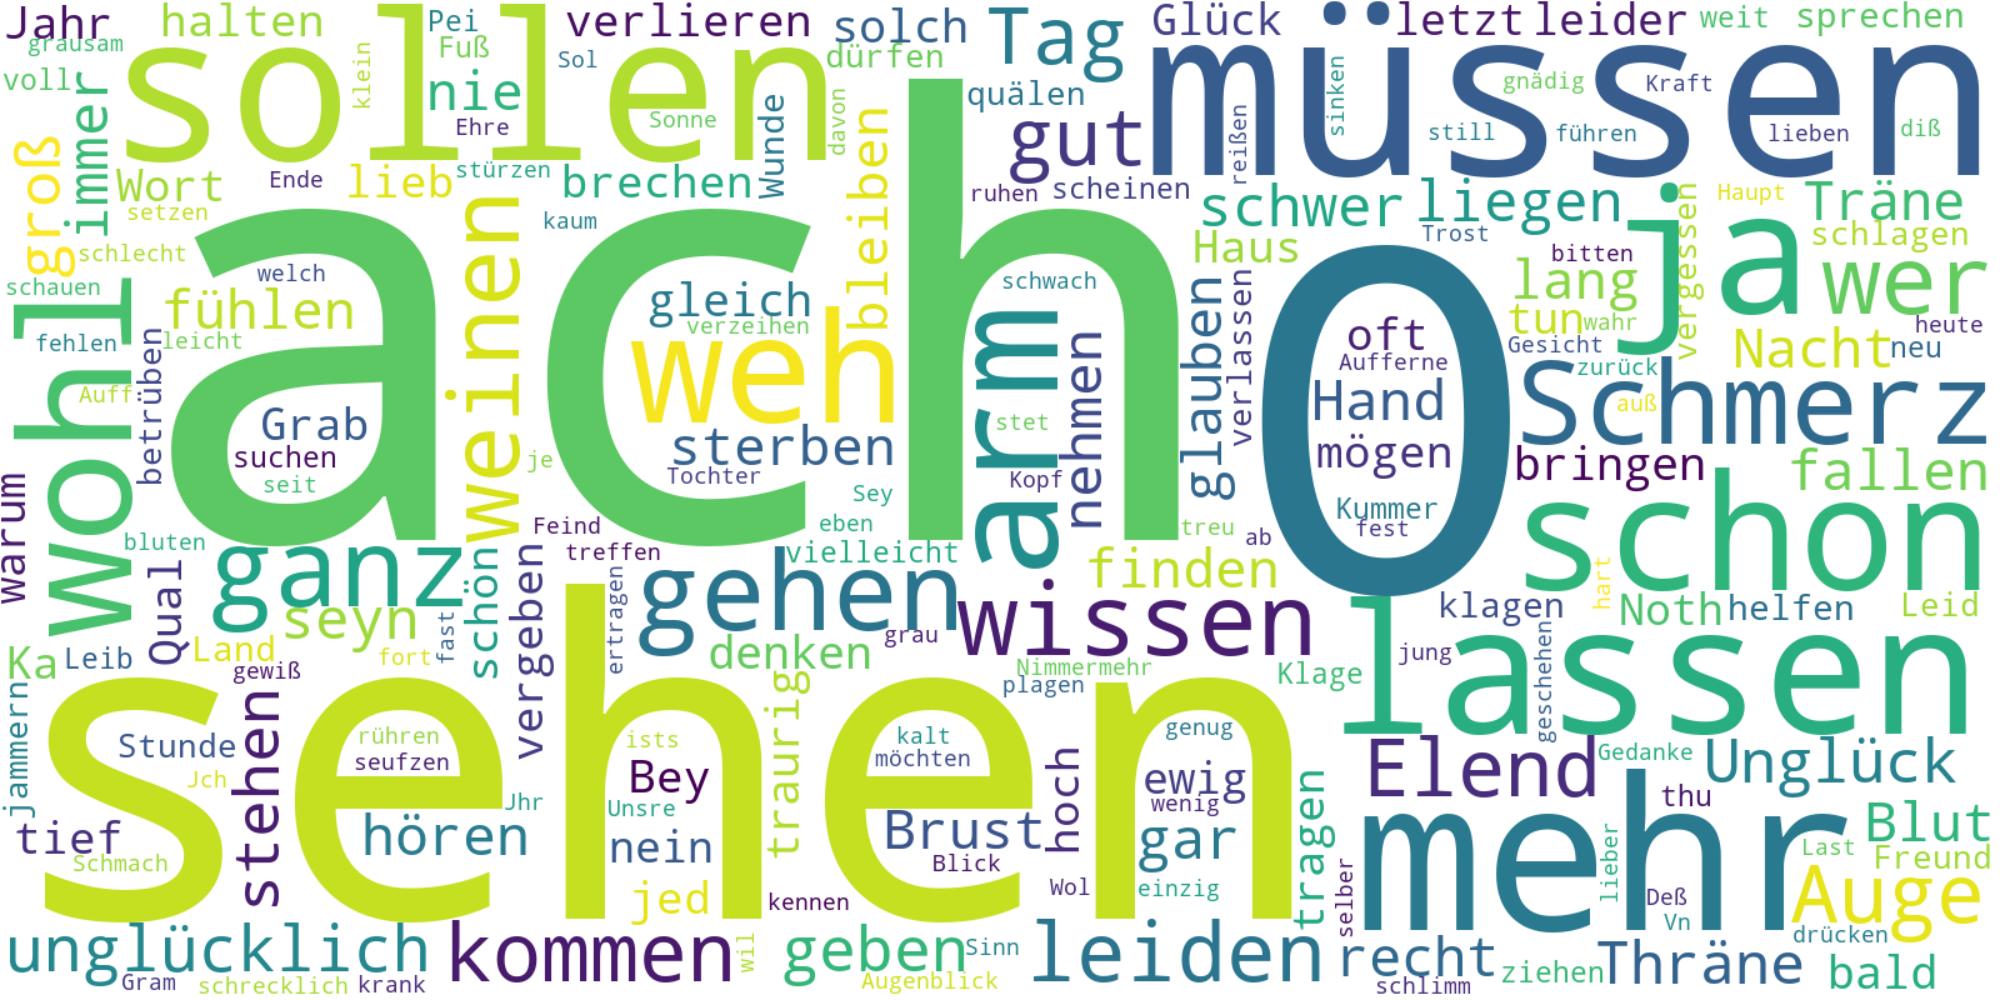 Jahr
halten
Pei
verlieren
solch
Tag
Glück
letzt
leider
weit
sprechen
grausam
Fuß
Sol
dürfen
müssen
voll
sollen
klein
nie
Ehre
Sonne
davon
quälen
gut
sinken
gnädig
Kraft
immer
groß
Wort
Ende
lieb
stürzen
brechen
Wunde
bleiben
ruhen
scheinen
reißen
still
führen
lieben
diß
setzen
kaum
schwer
liegen
vergessen
Haupt
Träne
schlecht
weinen
Haus
Trost
ja
schlagen
schauen
welch
ach
gleich
schwach
bitten
lang
wer
wohl
fühlen
verzeihen
arm
glauben
verlassen
O
oft
tun
wahr
heute
fehlen
leicht
betrüben
weh
nehmen
Aufferne
Gesicht
Nacht
neu
Auff
Grab
sterben
stet
Hand
zurück
auß
Schmerz
suchen
seit
je
Tochter
Kopf
mögen
bringen
fallen
warum
Sey
Kummer
fest
schon
bluten
Feind
eben
treu
ab
treffen
vielleicht
Qual
ganz
schön
vergeben
ertragen
gehen
finden
hart
seyn
fast
wissen
klagen
Noth
helfen
Leid
Ka
Leib
Land
gewiß
fort
denken
grau
Nimmermehr
plagen
Klage
jung
geschehen
lassen
jammern
sehen
Stunde
stehen
rühren
seufzen
ists
traurig
kalt
möchten
hoch
genug
Elend
Gedanke
Unglück
Jch
Uhr
Bey
Unsre
ewig
wenig
tragen
thu
tief
hören
nein
Brust
gar
mehr
lieber
Blut
Schmach
Blick
Last
Freund
jed
kennen
Wol
einzig
selber
Deß
Vn
Auge
drücken
unglücklich
kommen
wil
geben
Sinn
leiden
recht
ziehen
Thräne
bald
Gram
schrecklich
krank
Augenblick
schlimm